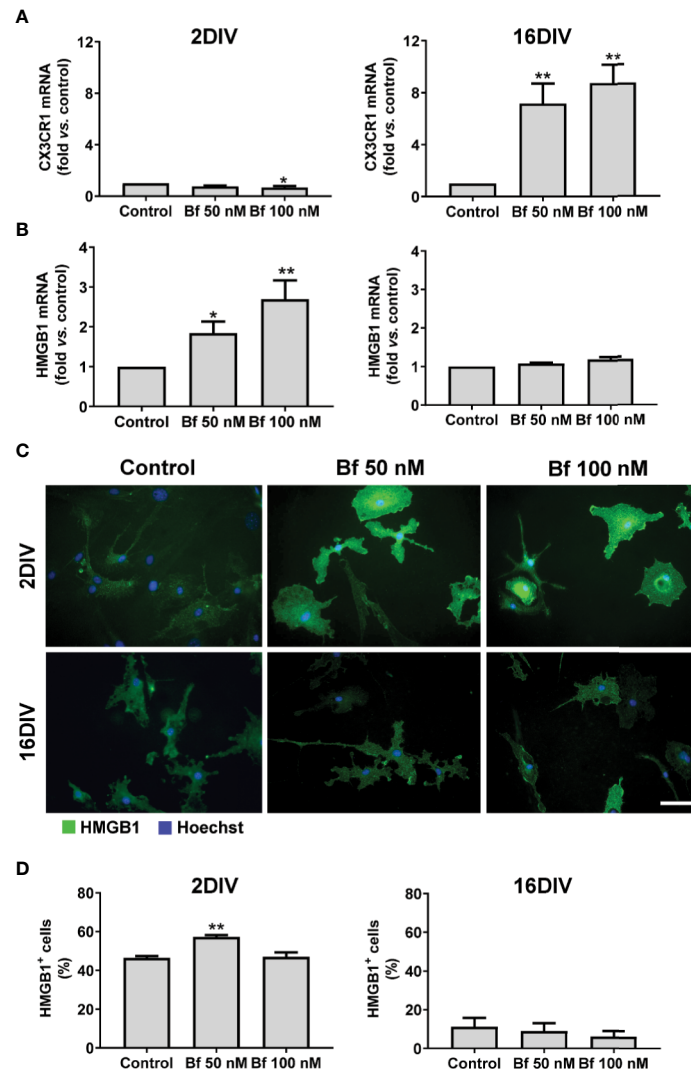 A
2DIV
16DIV
CX3CR1 mRNA
(fold vs. control)
12
8
4
0
*
Control Bf 50 nM Bf 100 nM
CX3CR1 mRNA
(fold vs. control)
12
8
4
0
** **
Control Bf 50 nM Bf 100 nM
B
HMGB1 mRNA
(fold vs. control)
4
3
2
1
0
* **
Control Bf 50 nM Bf 100 nM
HMGB1 mRNA
(fold vs. control)
4
3
2
1
0
Control Bf 50 nM Bf 100 nM
C
Control Bf 50 nM Bf 100 nM
2DIV
16DIV
HMGB1 Hoechst
D
2DIV
16DIV
HMGB1+ cells
(%)
80
60
40
20
0
**
Control Bf 50 nM Bf 100 nM
HMGB1+ cells
(%)
80
60
40
20
0
Control Bf 50 nM Bf 100 nM